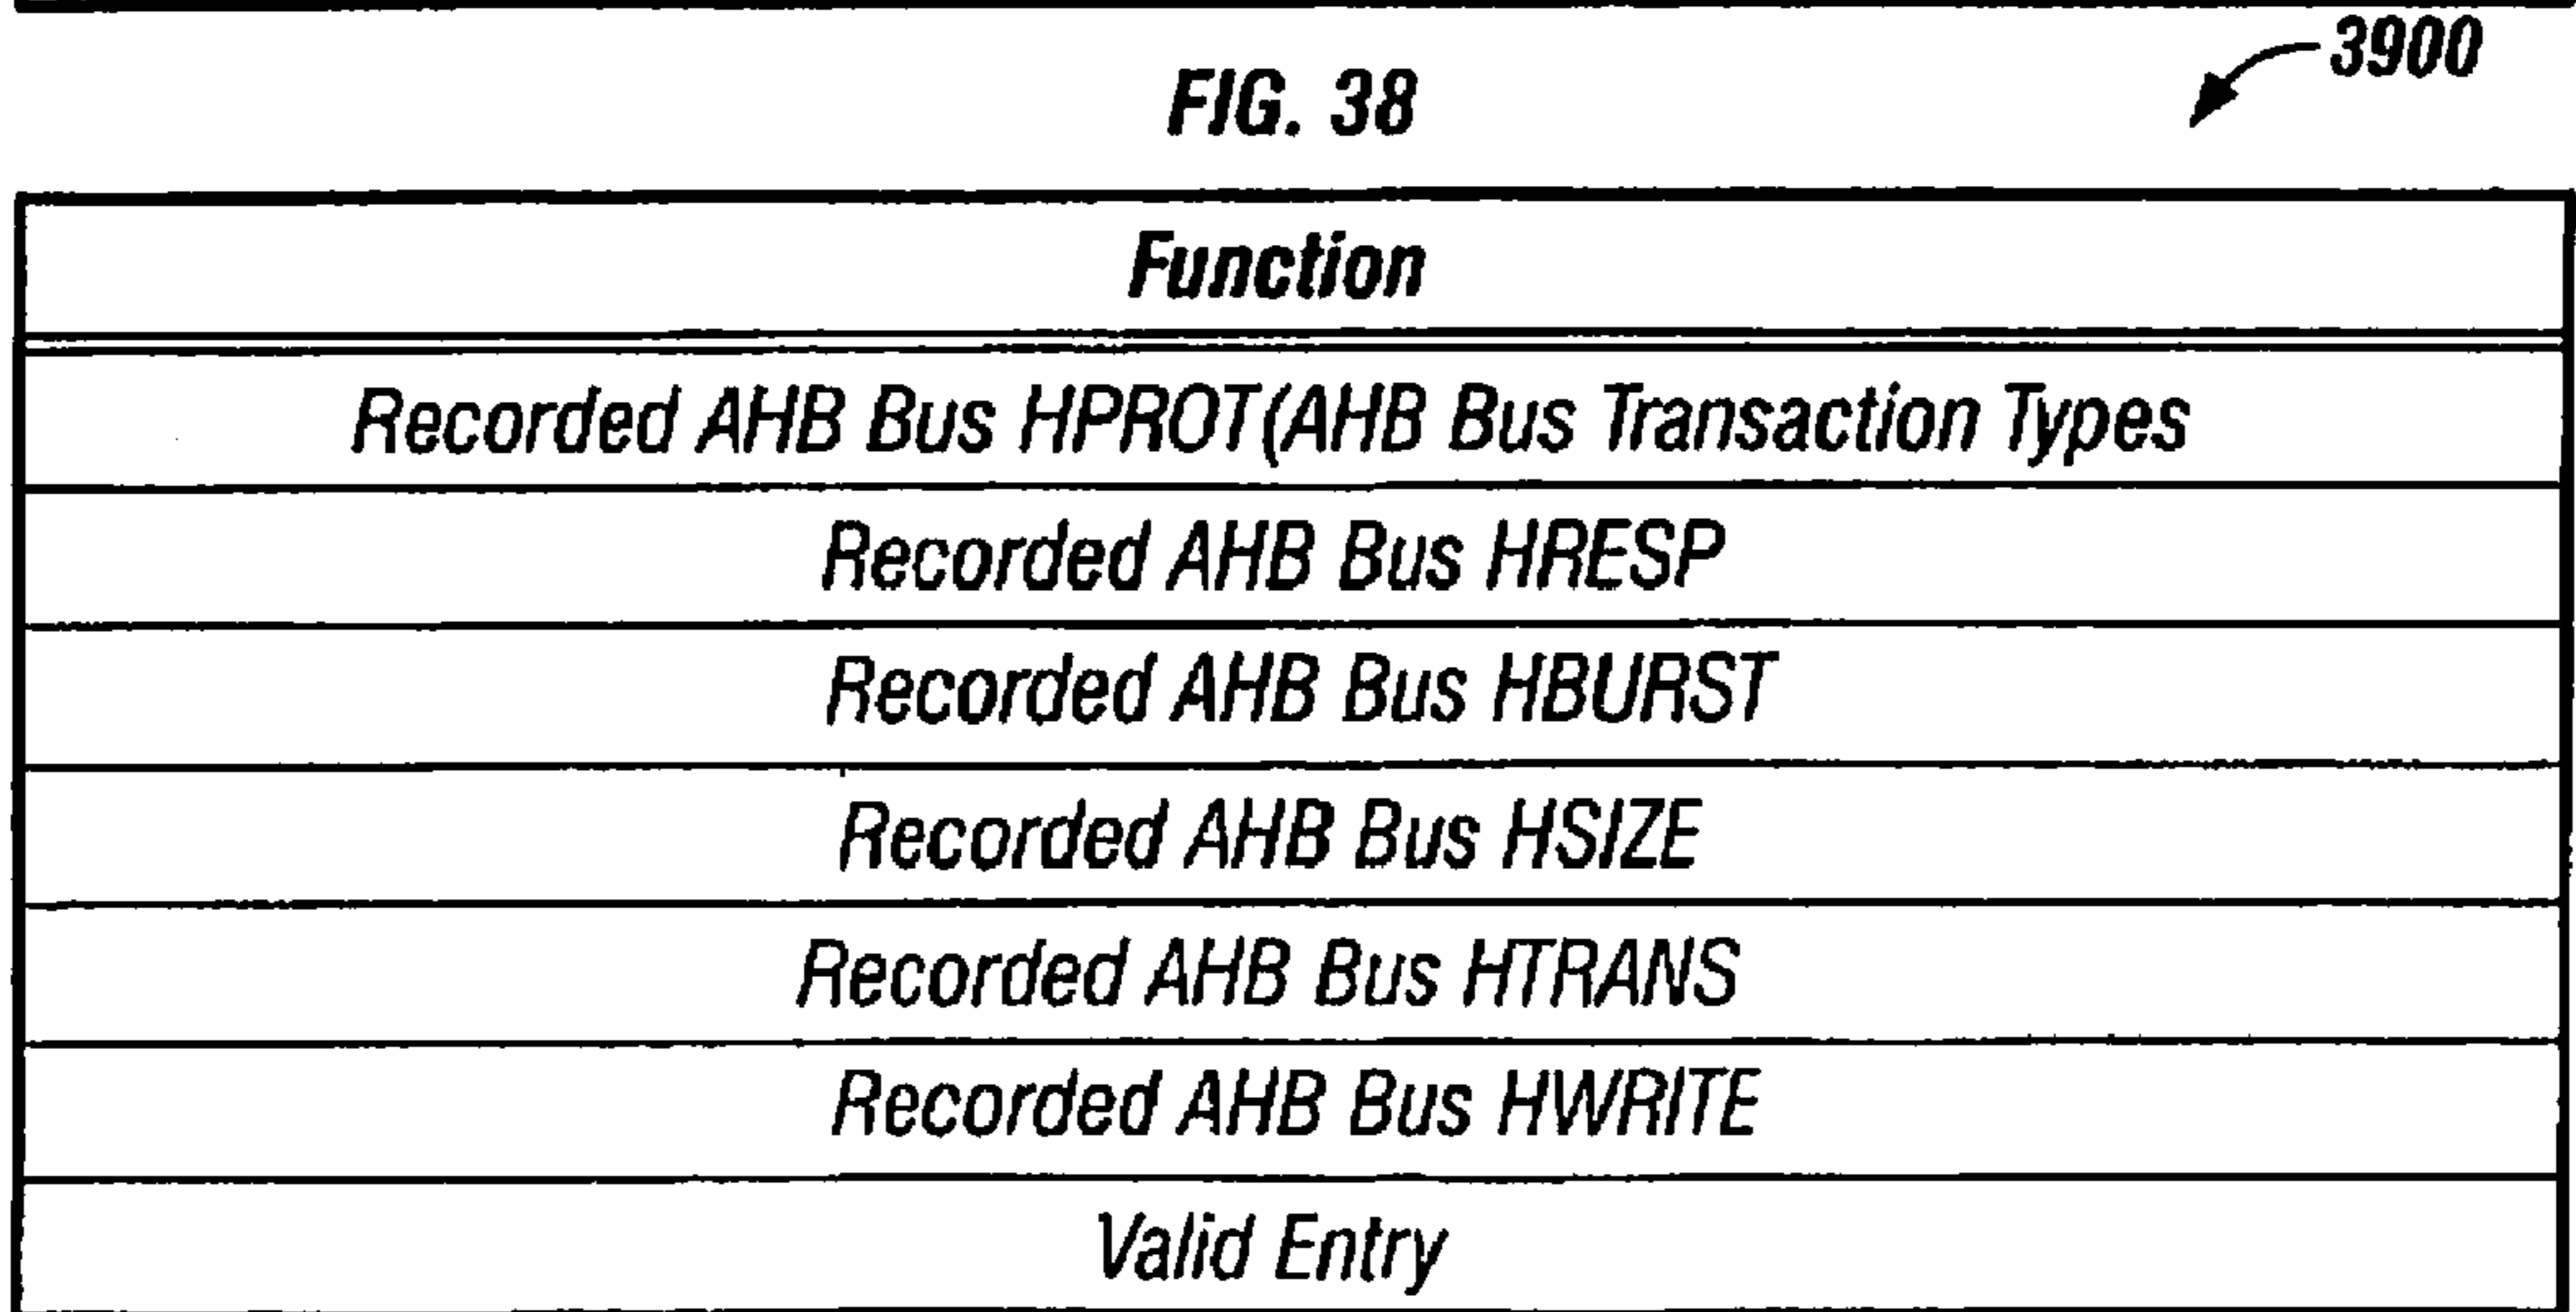 3900
FIG. 38
Function
Recorded AHB Bus HPROT(AHB Bus Transaction Types
Recorded AHB Bus HRESP
Recorded AHB Bus HBURST
Recorded AHB Bus HSIZE
Recorded AHB Bus HTRANS
Recorded AHB Bus HWRITE
Valid Entry